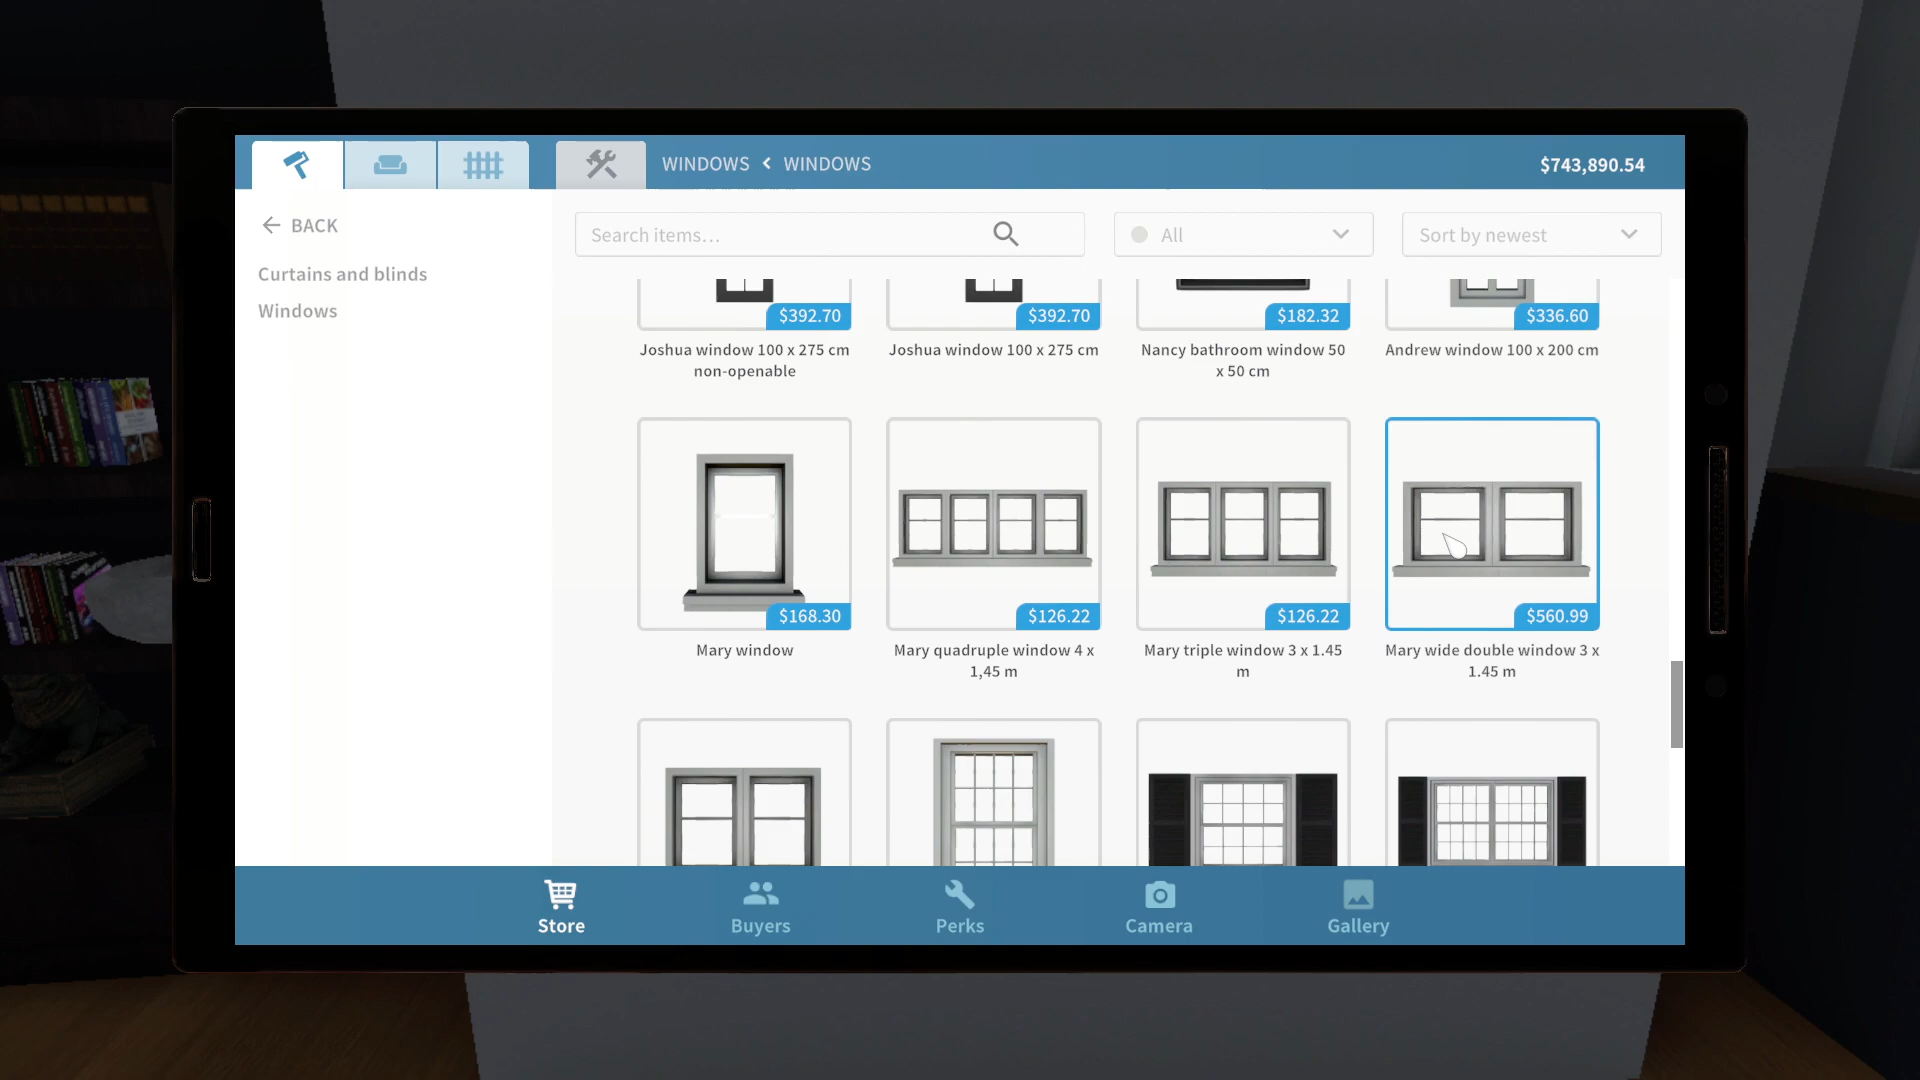 WINDOWS < WINDOWS
$743,890.54
BACK
Curtains and blinds
Windows
Search items...
All
Sort by newest
$392.70
$392.70
$182.32
$336.60
Joshua window 100 x 275 cm
non-openable
Joshua window 100 x 275 cm
Nancy bathroom window 50
x 50 cm
Andrew window 100 x 200 cm
$168.30
$126.22
$126.22
$560.99
Mary window
Mary quadruple window 4 x
1,45 m
Mary triple window 3 x 1.45
m
Mary wide double window 3 x
1.45 m
Store
Buyers
Perks
Camera
Gallery